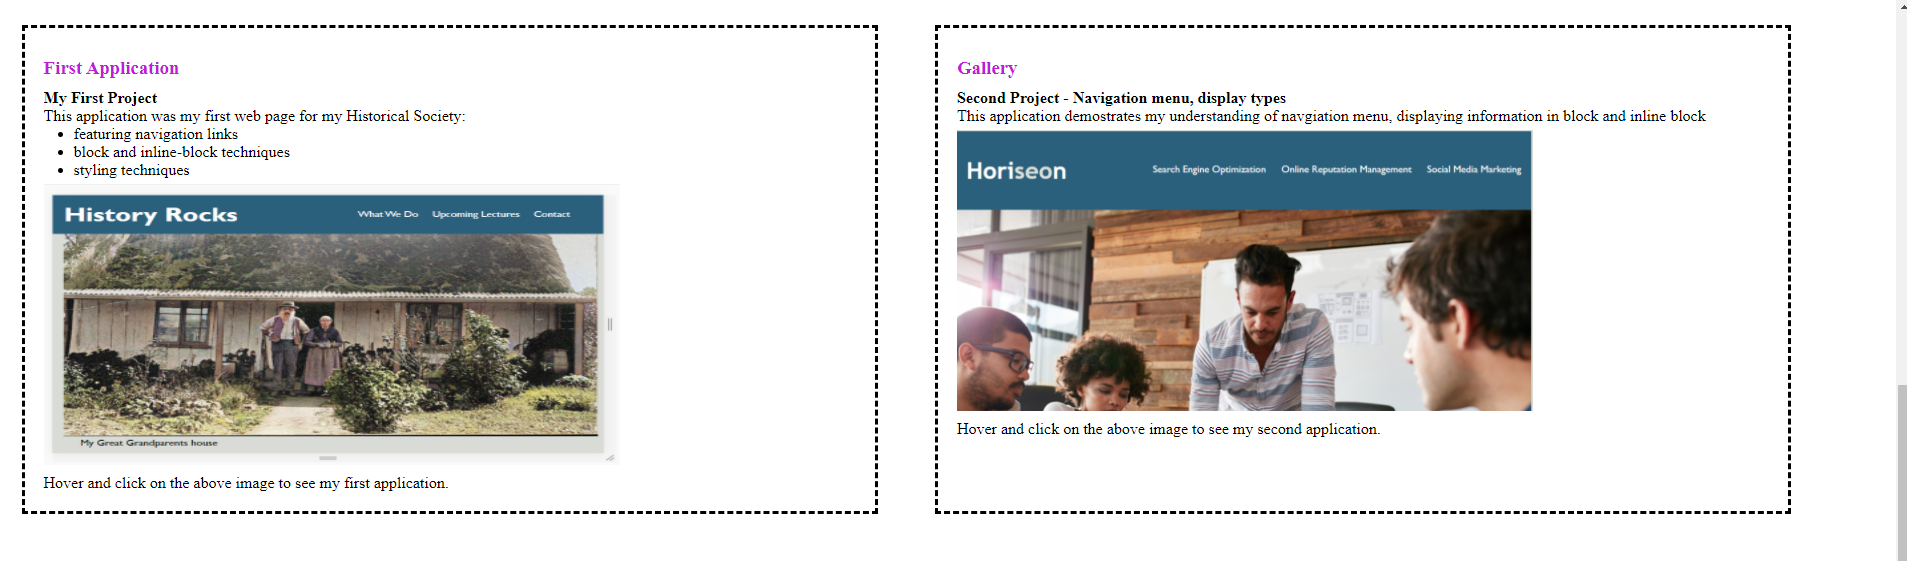 First Application
My First Project
This application was my first web page for my Historical Society:
featuring navigation links
block and inline-block techniques
styling techniques
History Rocks
What We Do Upcoming Lectures Contact
My Great Grandparents house
Hover and click on the above image to see my first application.
Gallery
Second Project - Navigation menu, display types
This application demostrates my understanding of navgiation menu, displaying information in block and inline block
Horiseon
Search Engine Optimization Online Reputation Management Social Media Marketing
Hover and click on the above image to see my second application.